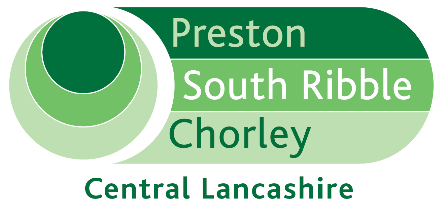 Preston
South Ribble
Chorley
Central Lancashire